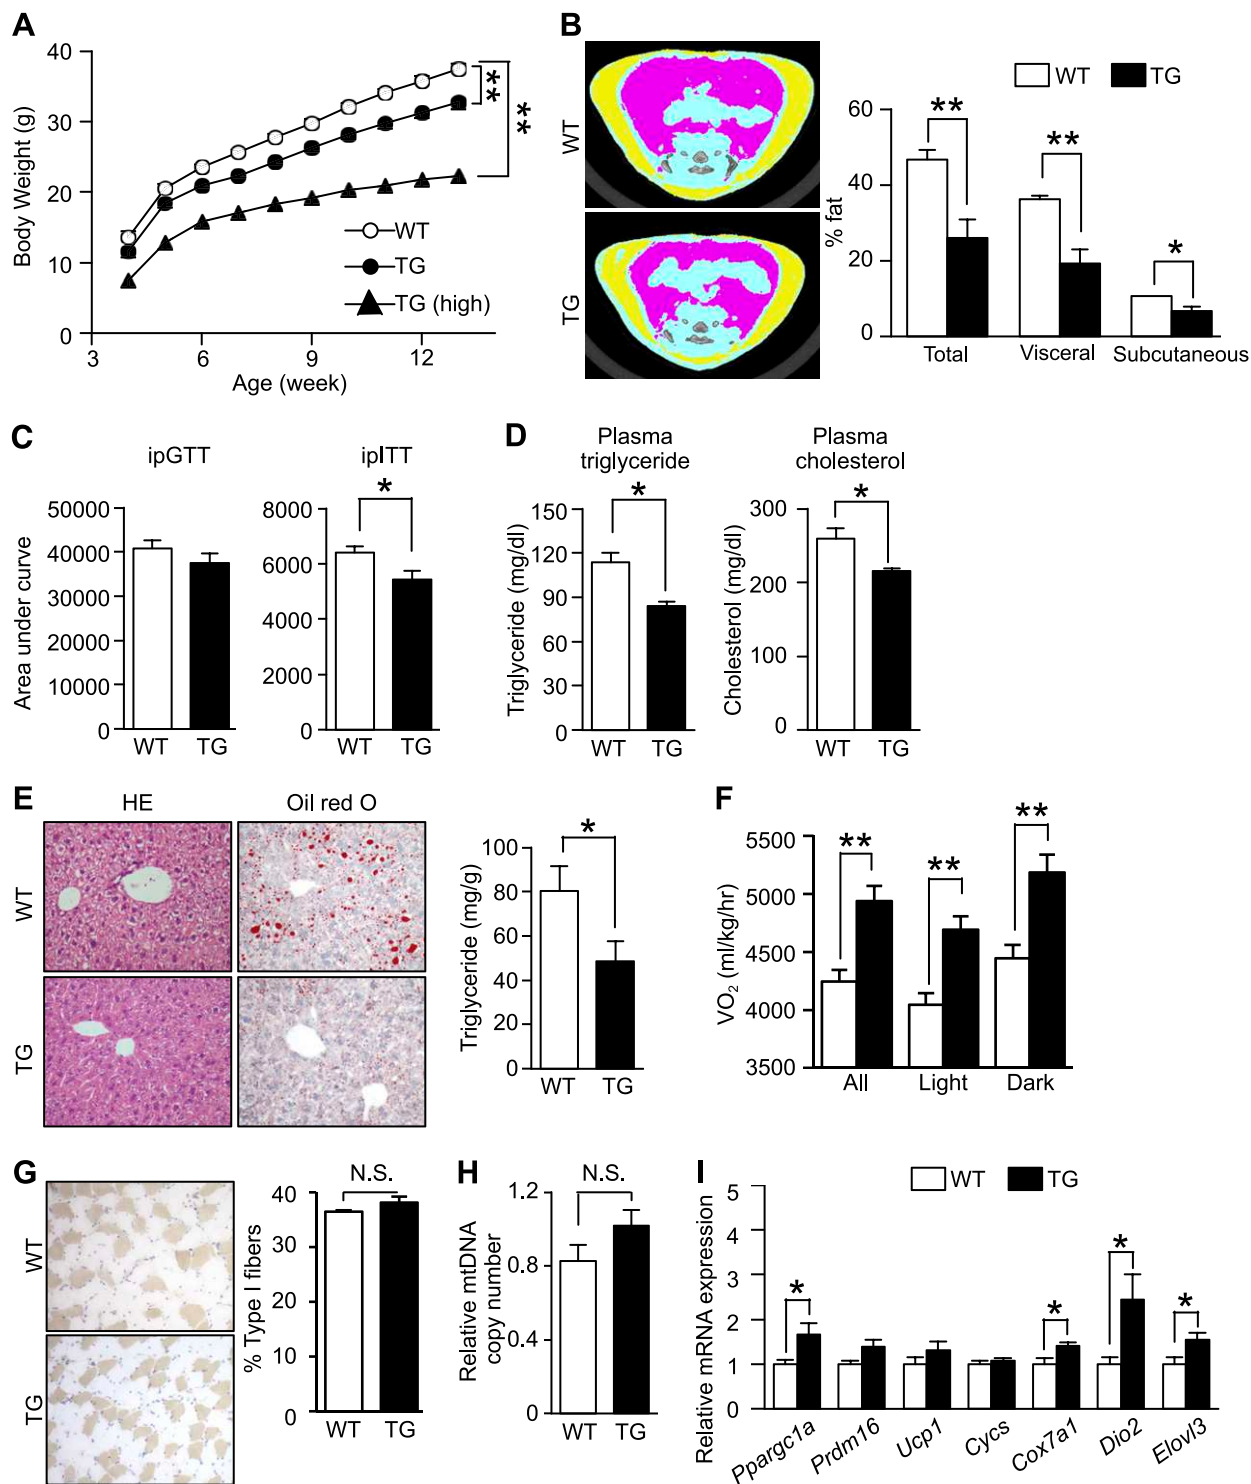 A
Body Weight (g)
40
30
20
10
0
3
6
9
12
Age (week)
WT
TG
TG (high)
**
**
B
WT
TG
WT
TG
% fat
60
40
20
0
**
**
*
Total
Visceral
Subcutaneous
C
ipGTT
Area under curve
50000
40000
30000
20000
10000
0
WT
TG
ipITT
8000
6000
4000
2000
0
*
WT
TG
D
Plasma
triglyceride
Triglyceride (mg/dl)
150
120
90
60
30
0
*
WT
TG
Plasma
cholesterol
Cholesterol (mg/dl)
300
200
100
0
*
WT
TG
E
HE
Oil red O
WT
TG
Triglyceride (mg/g)
100
80
60
40
20
0
*
WT
TG
F
VO2 (ml/kg/hr)
5500
5000
4500
4000
3500
**
**
**
All
Light
Dark
G
WT
TG
% Type I fibers
40
30
20
10
0
N.S.
WT
TG
H
Relative mtDNA
copy number
1.2
0.8
0.4
0
N.S.
WT
TG
I
WT
TG
Relative mRNA expression
5
4
3
2
1
0
*
*
*
*
Ppargc1a
Prdm16
Ucp1
Cycs
Cox7a1
Dio2
Elovl3